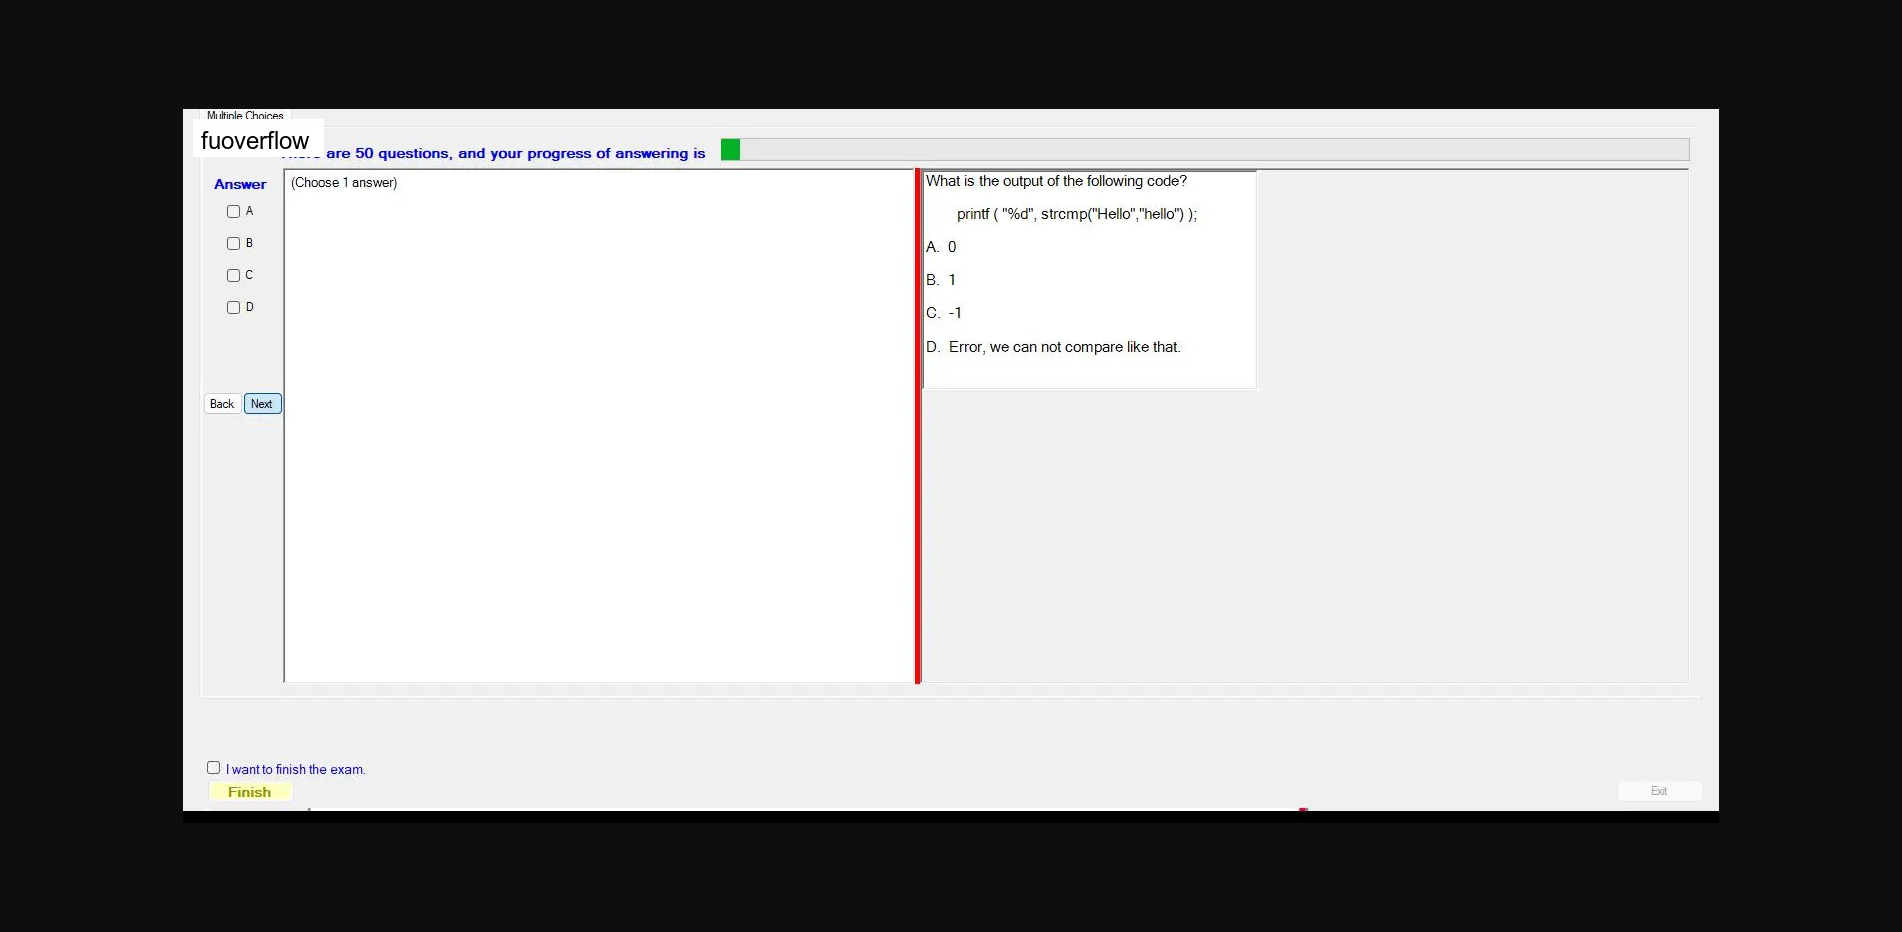 Multiple Choices
fuoverflow
are 50 questions, and your progress of answering is
Answer
(Choose 1 answer)
A
B
C
D
Back Next
What is the output of the following code?
printf ( "%d", strcmp("Hello","hello") );
A. 0
B. 1
C. -1
D. Error, we can not compare like that.
I want to finish the exam.
Finish
Exit